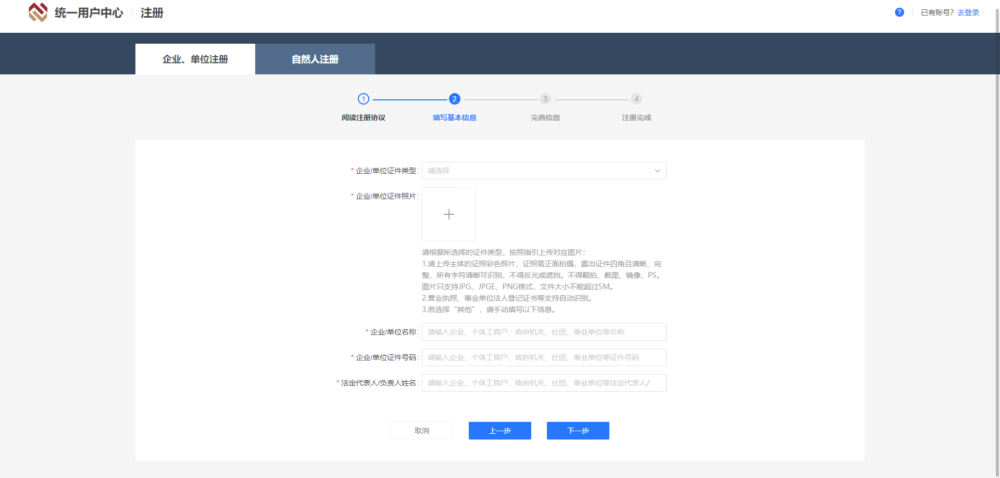 统一用户中心 注册
? 已有账号? 去登录
企业、单位注册 自然人注册
1 2 3 4
阅读注册协议 填写基本信息 完善信息 注册完成
* 企业/单位证件类型: 请选择
* 企业/单位证件照片:
请根据所选择的证件类型，按照指引上传对应图片：
1.请上传主体的证照彩色照片，证照需正面拍摄，露出证件四角且清晰、完
整，所有字符清晰可识别，不得反光或遮挡。不得翻拍、截图、镜像、PS。
图片只支持JPG、JPGE、PNG格式，文件大小不能超过5M。
2.营业执照、事业单位法人登记证书等支持自动识别。
3.若选择“其他”，请手动填写以下信息。
* 企业/单位名称: 请输入企业、个体工商户、政府机关、社团、事业单位等名称
* 企业/单位证件号码: 请输入企业、个体工商户、政府机关、社团、事业单位等证件号码
* 法定代表人/负责人姓名: 请输入企业、个体工商户、政府机关、社团、事业单位等法定代表人/
取消 上一步 下一步